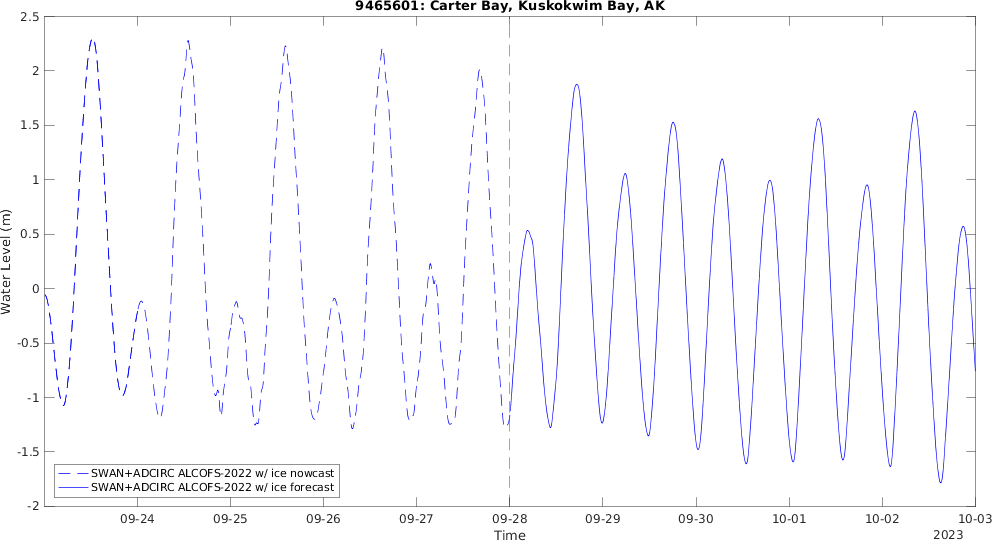 9465601: Carter Bay, Kuskokwim Bay, AK
2.5
2
1.5
1
0.5
0
-0.5
-1
-1.5
-2
Water Level (m)
SWAN+ADCIRC ALCOFS-2022 w/ ice nowcast
SWAN+ADCIRC ALCOFS-2022 w/ ice forecast
09-24 09-25 09-26 09-27 09-28 09-29 09-30 10-01 10-02 10-03
Time
2023